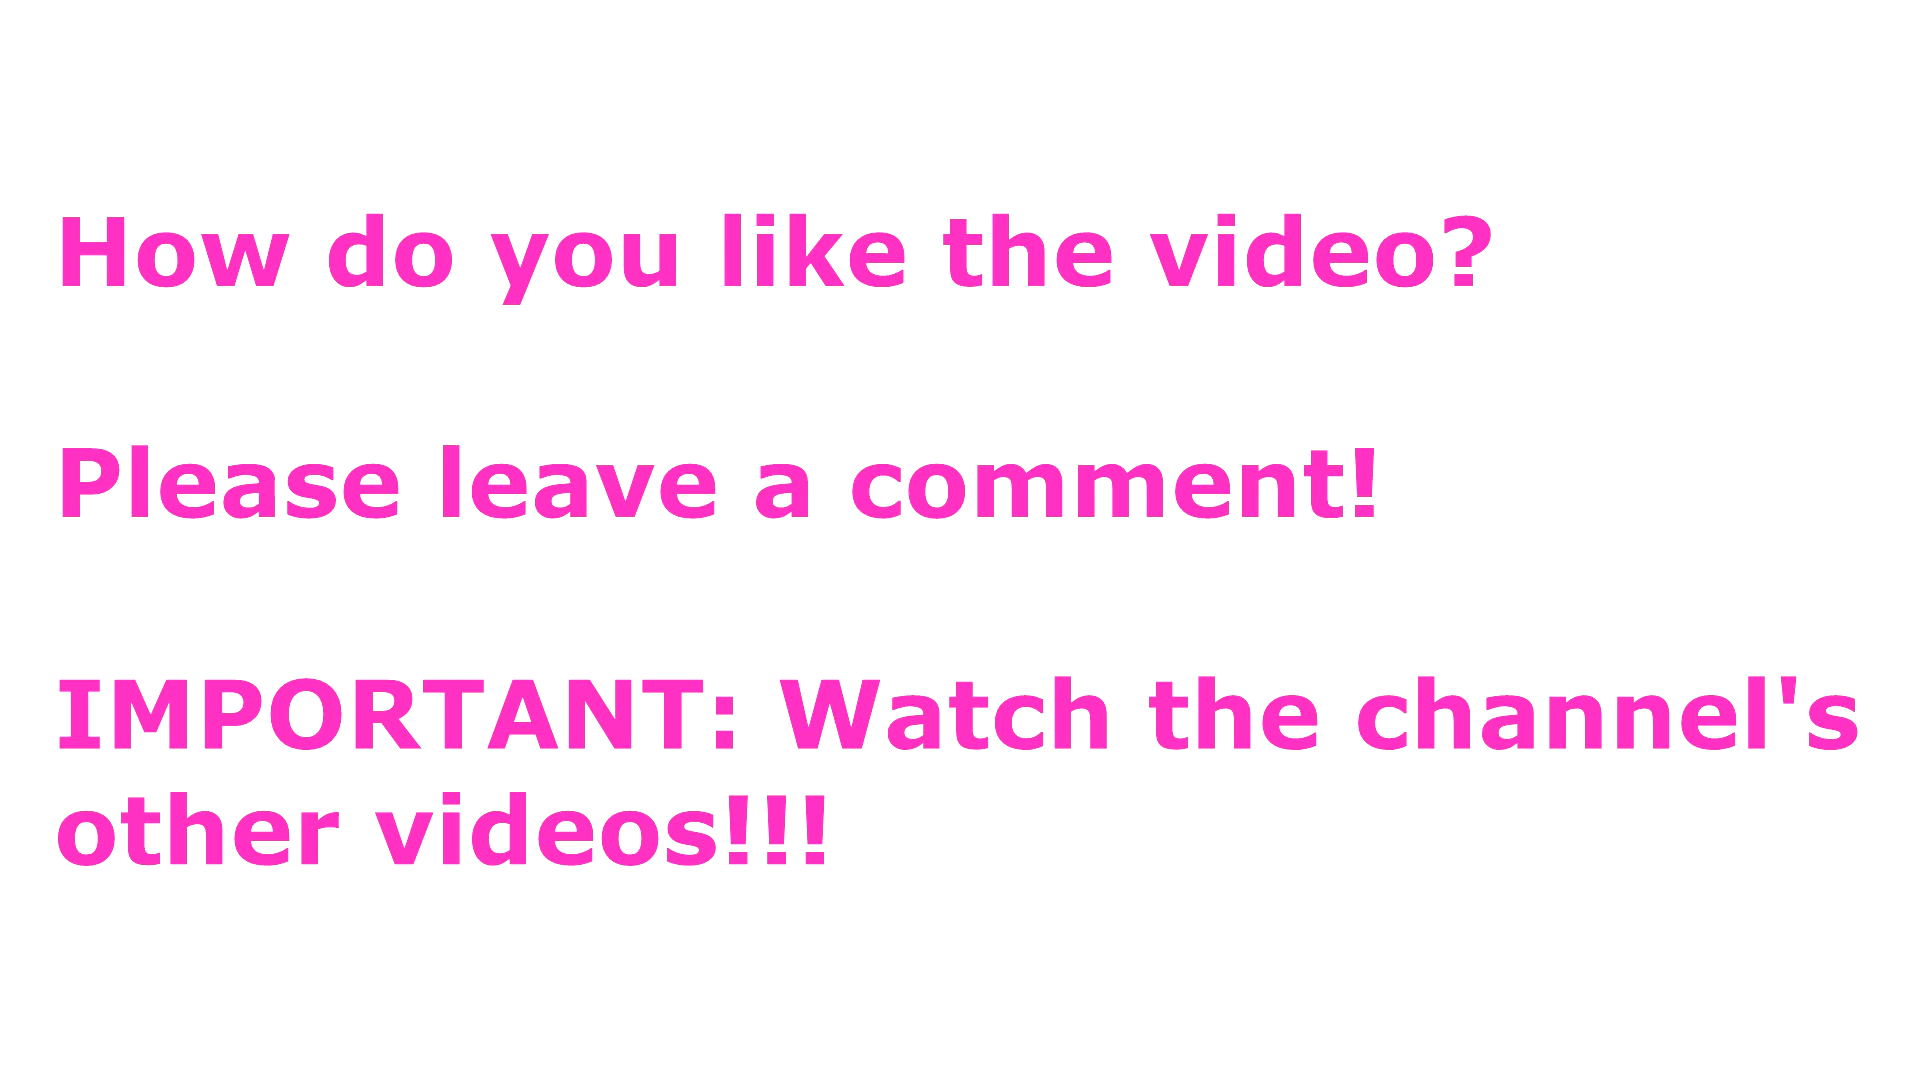 How do you like the video?
Please leave a comment!
IMPORTANT: Watch the channel's
other videos!!!